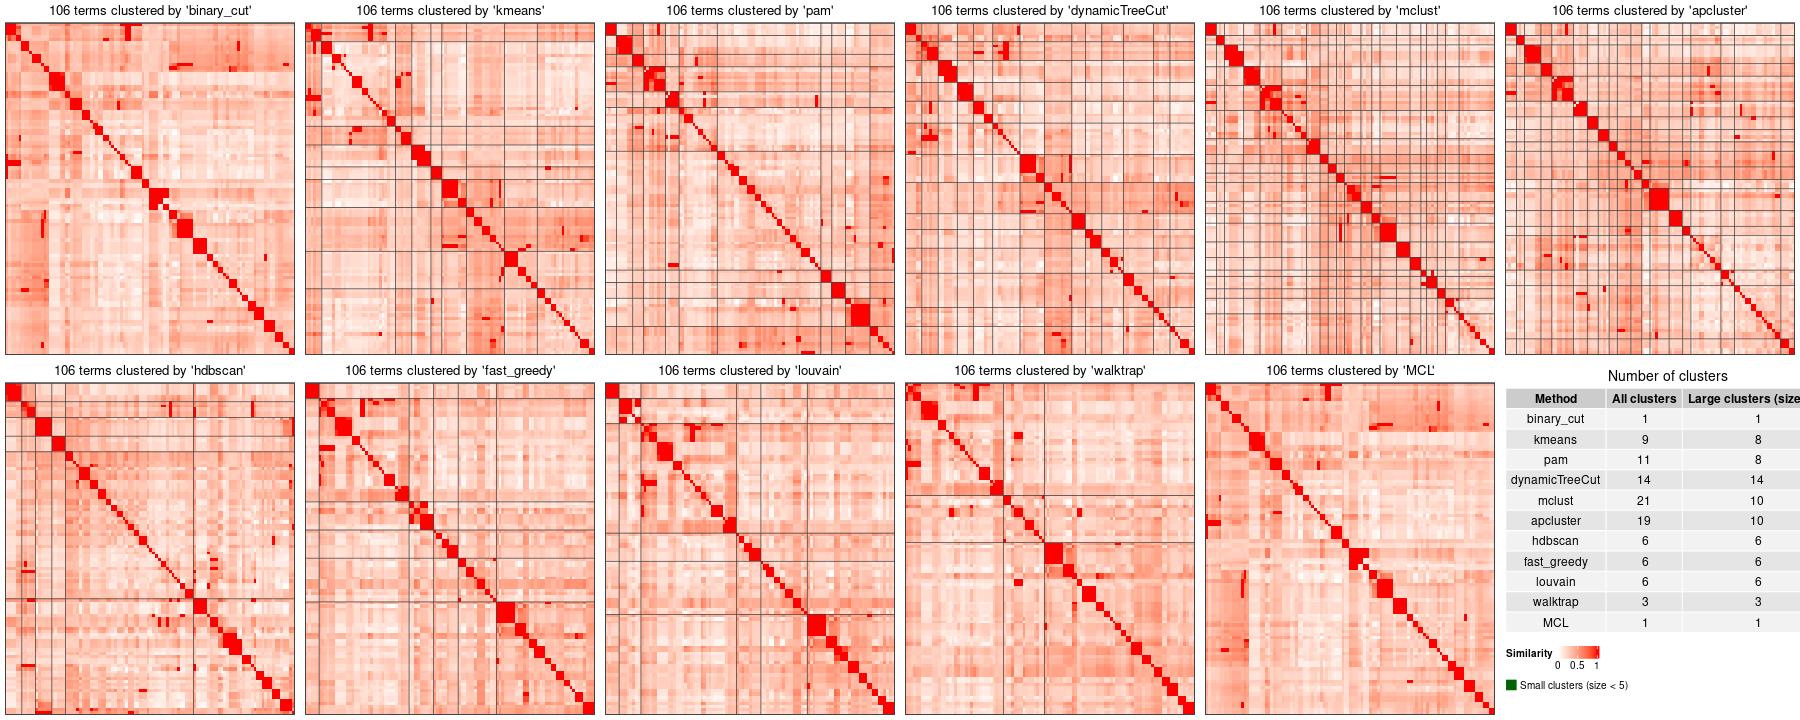 106 terms clustered by 'binary_cut'
106 terms clustered by 'kmeans'
106 terms clustered by 'pam'
106 terms clustered by 'dynamicTreeCut'
106 terms clustered by 'mclust'
106 terms clustered by 'apcluster'
106 terms clustered by 'hdbscan'
106 terms clustered by 'fast_greedy'
106 terms clustered by 'louvain'
106 terms clustered by 'walktrap'
106 terms clustered by 'MCL'
Number of clusters
Method All clusters Large clusters (size
binary_cut 1 1
kmeans 9 8
pam 11 8
dynamicTreeCut 14 14
mclust 21 10
apcluster 19 10
hdbscan 6 6
fast_greedy 6 6
louvain 6 6
walktrap 3 3
MCL 1 1
Similarity
0 0.5 1
Small clusters (size < 5)